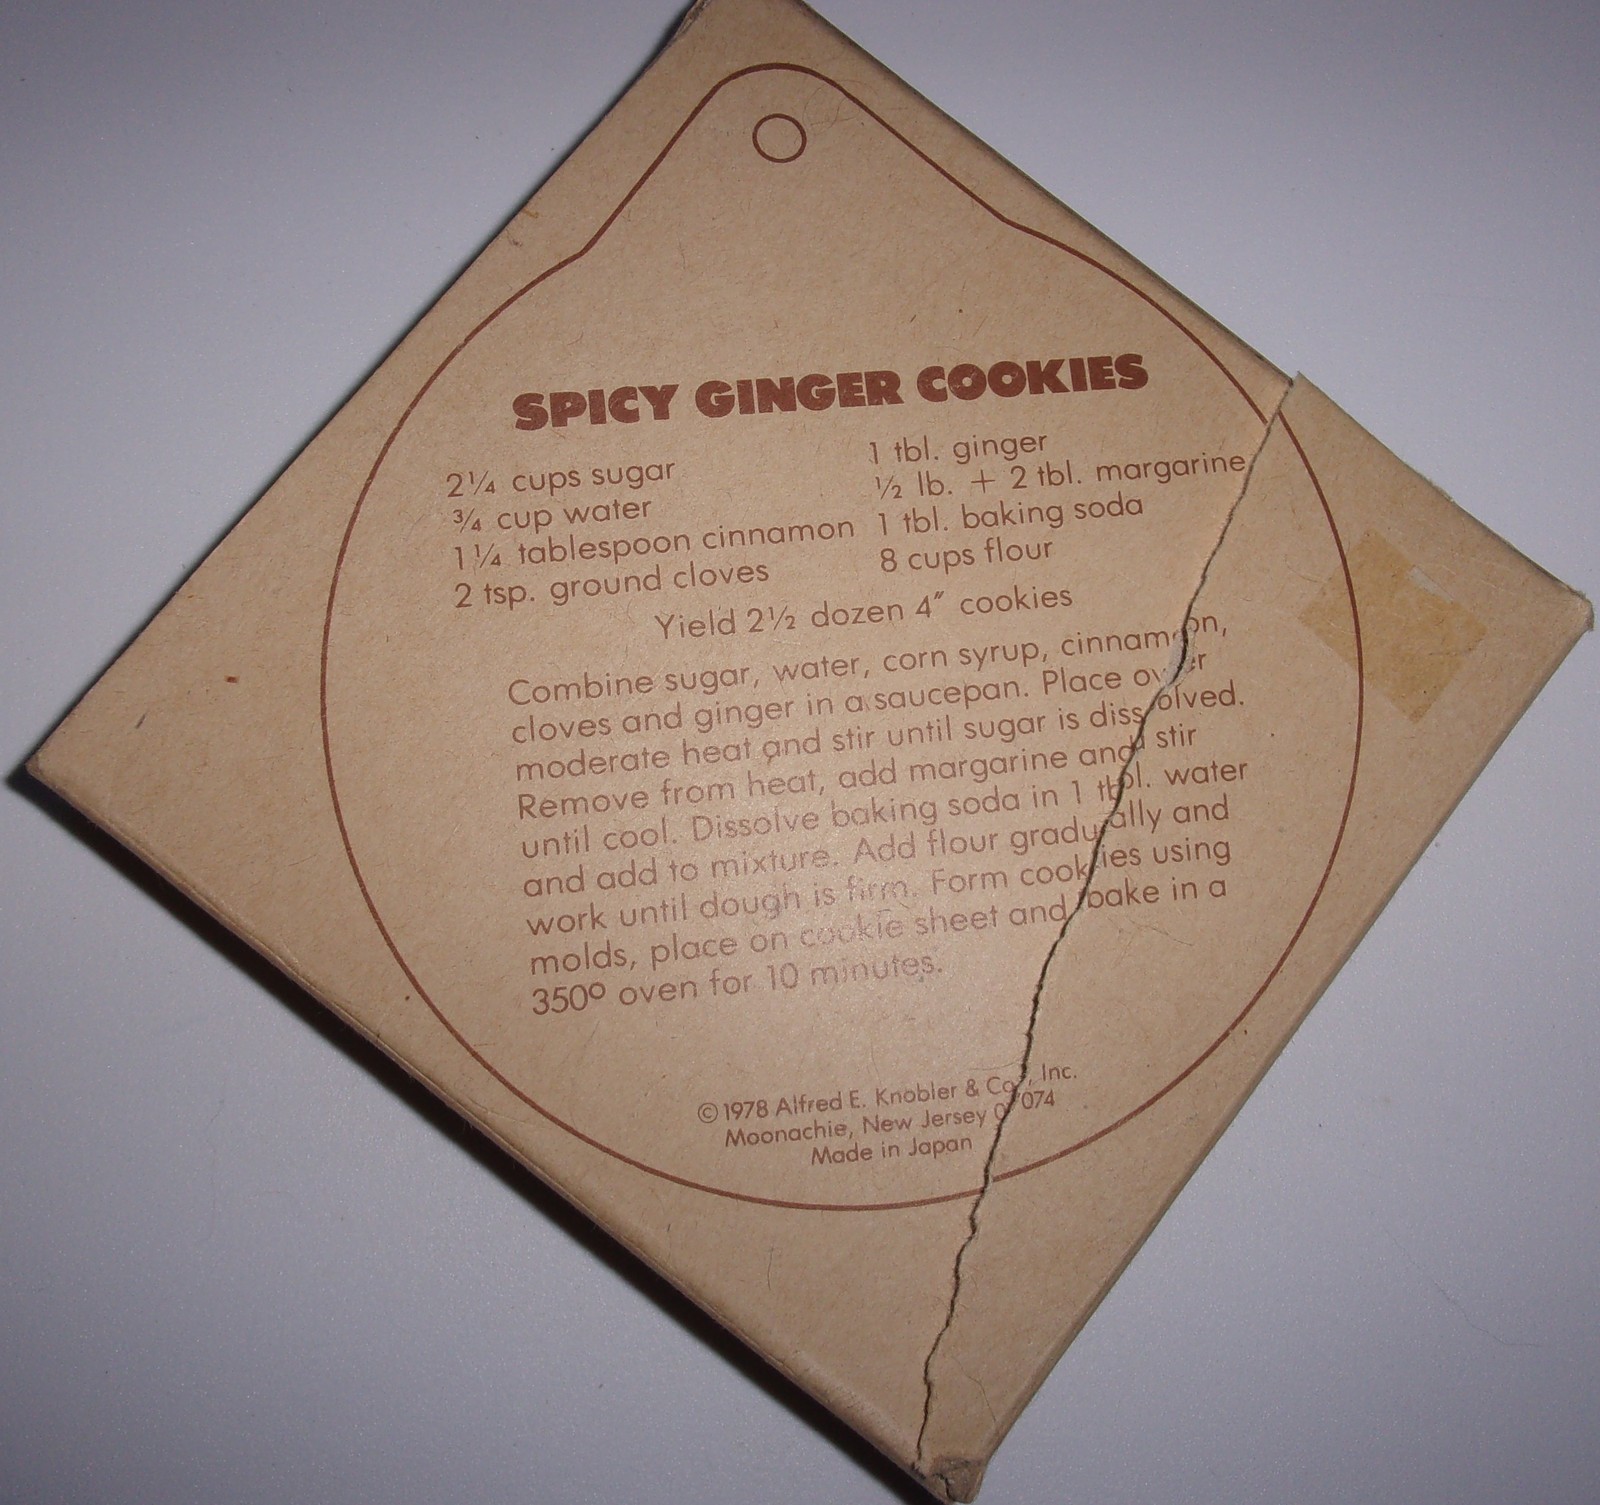 SPICY GINGER COOKIES
2¼ cups sugar
¾ cup water
1¼ tablespoon cinnamon
2 tsp. ground cloves
1 tbl. ginger
½ lb. + 2 tbl. margarine
1 tbl. baking soda
8 cups flour
Yield 2½ dozen 4″ cookies
Combine sugar, water, corn syrup, cinnamon,
cloves and ginger in a saucepan. Place over
moderate heat and stir until sugar is dissolved.
Remove from heat, add margarine and stir
until cool. Dissolve baking soda in 1 tbl. water
and add to mixture. Add flour gradually and
work until dough is firm. Form cookies using
molds, place on cookie sheet and bake in a
350º oven for 10 minutes.
©1978 Alfred E. Knobler & Co., Inc.
Moonachie, New Jersey 07074
Made in Japan